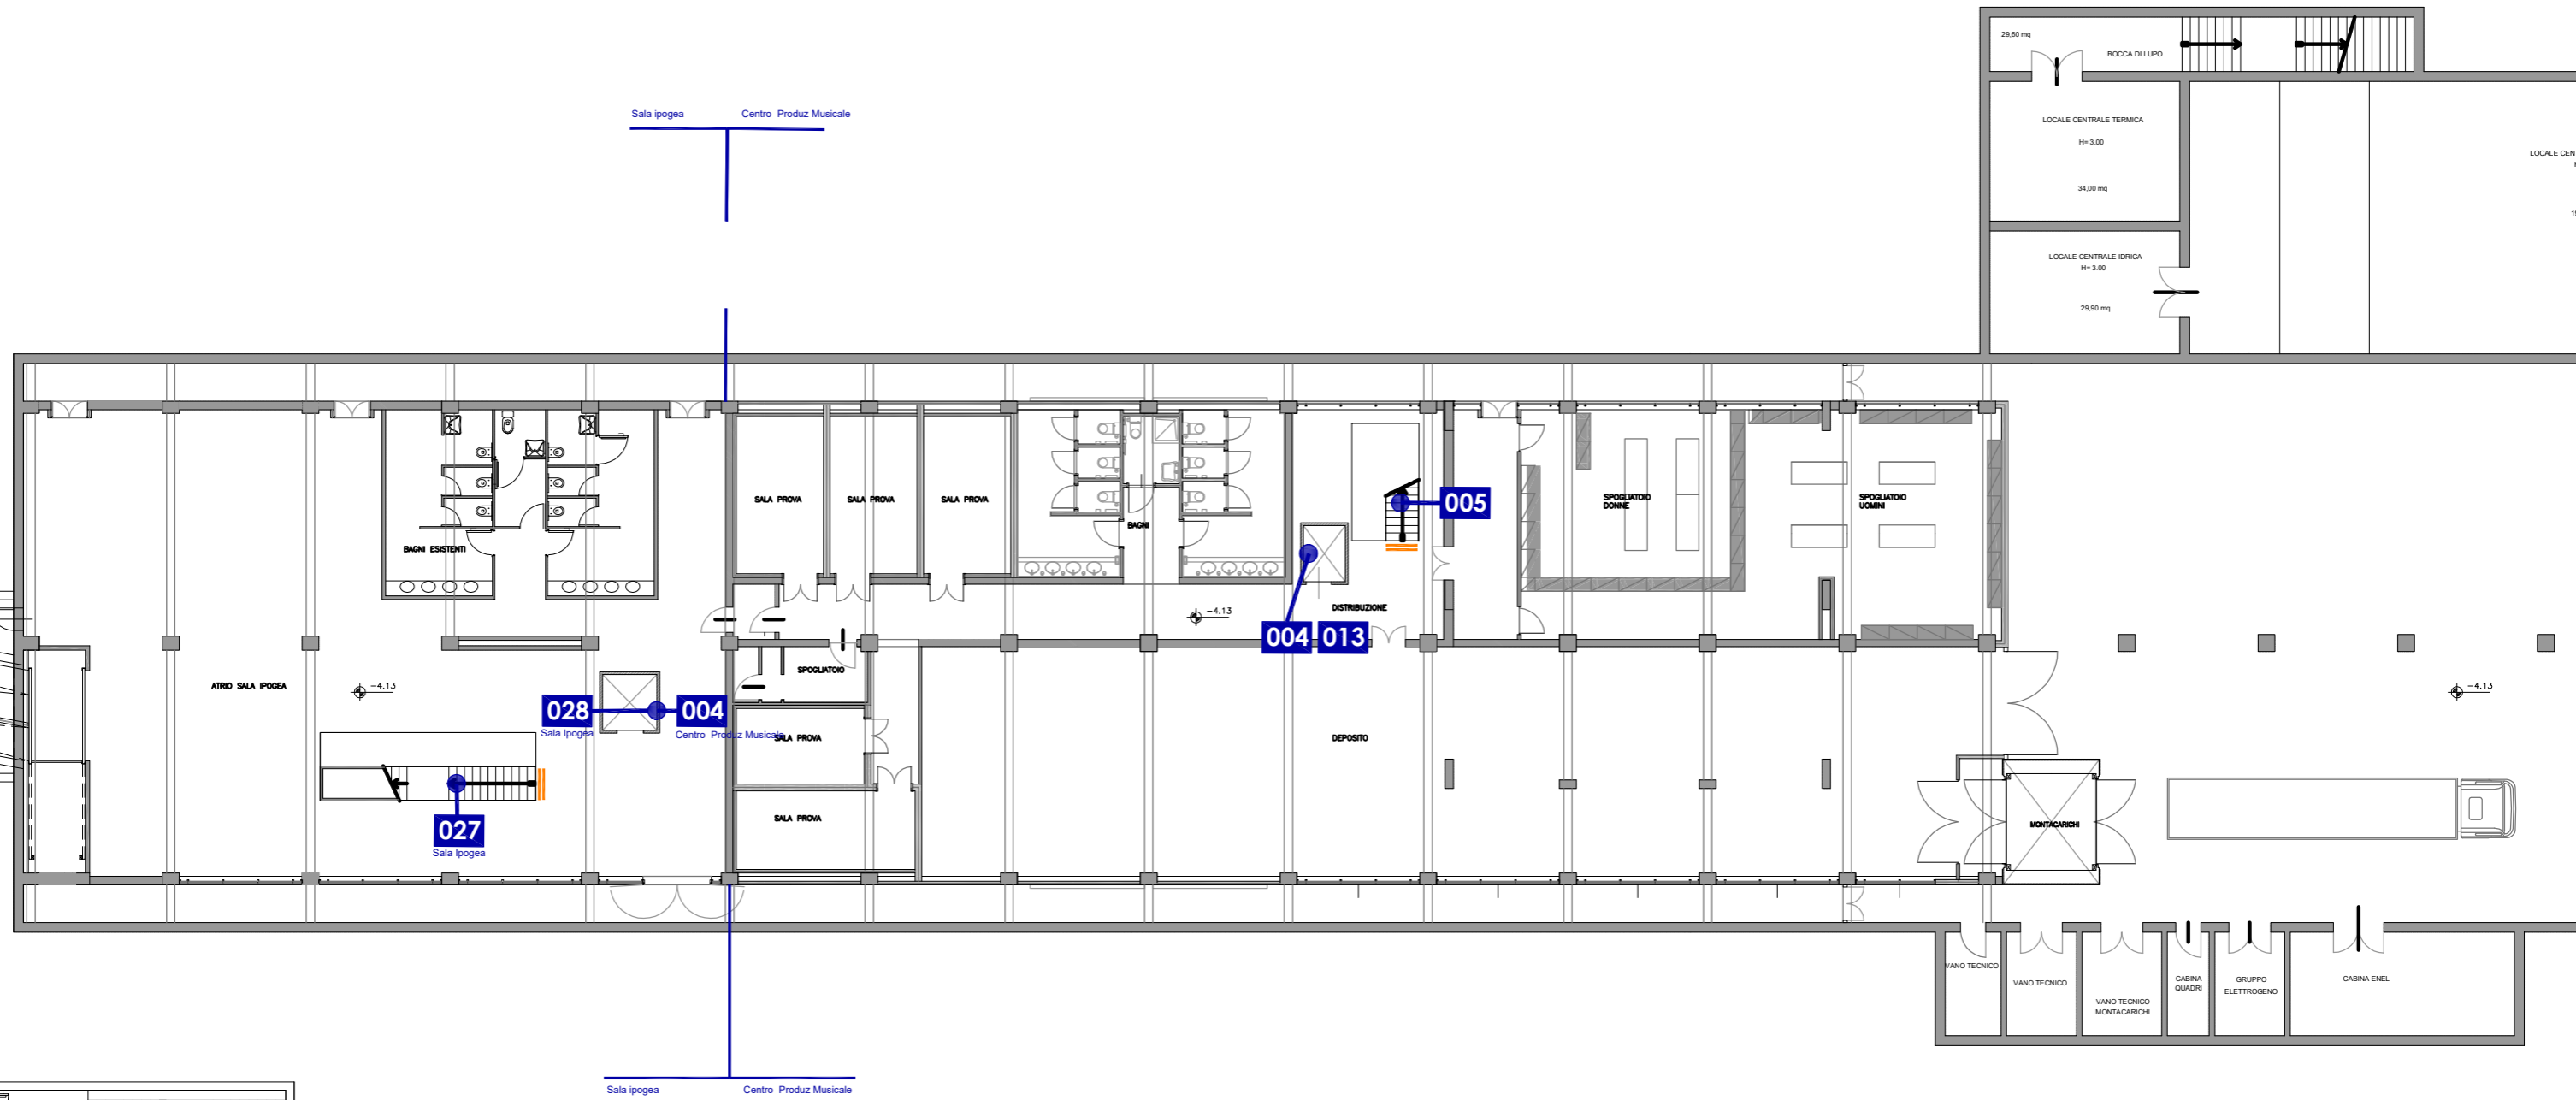 29,60 mq
BOCCA DI LUPO
Sala ipogea
Centro Produz Musicale
LOCALE CENTRALE TERMICA
H= 3.00
34,00 mq
LOCALE CENTRALE IDRICA
H= 3.00
29,90 mq
SALA PROVA
SALA PROVA
SALA PROVA
BAGNI
005
SPOGLIATOIO
DONNE
SPOGLIATOIO
UOMINI
BAGNI ESISTENTI
-4.13
DISTRIBUZIONE
004
013
SPOGLIATOIO
ATRIO SALA IPOGEA
-4.13
028
Sala Ipogea
004
Centro Produz Musicale
SALA PROVA
DEPOSITO
-4.13
027
Sala Ipogea
SALA PROVA
MONTACARICHI
VANO TECNICO
VANO TECNICO
VANO TECNICO
MONTACARICHI
CABINA
QUADRI
GRUPPO
ELETTROGENO
CABINA ENEL
Sala ipogea
Centro Produz Musicale